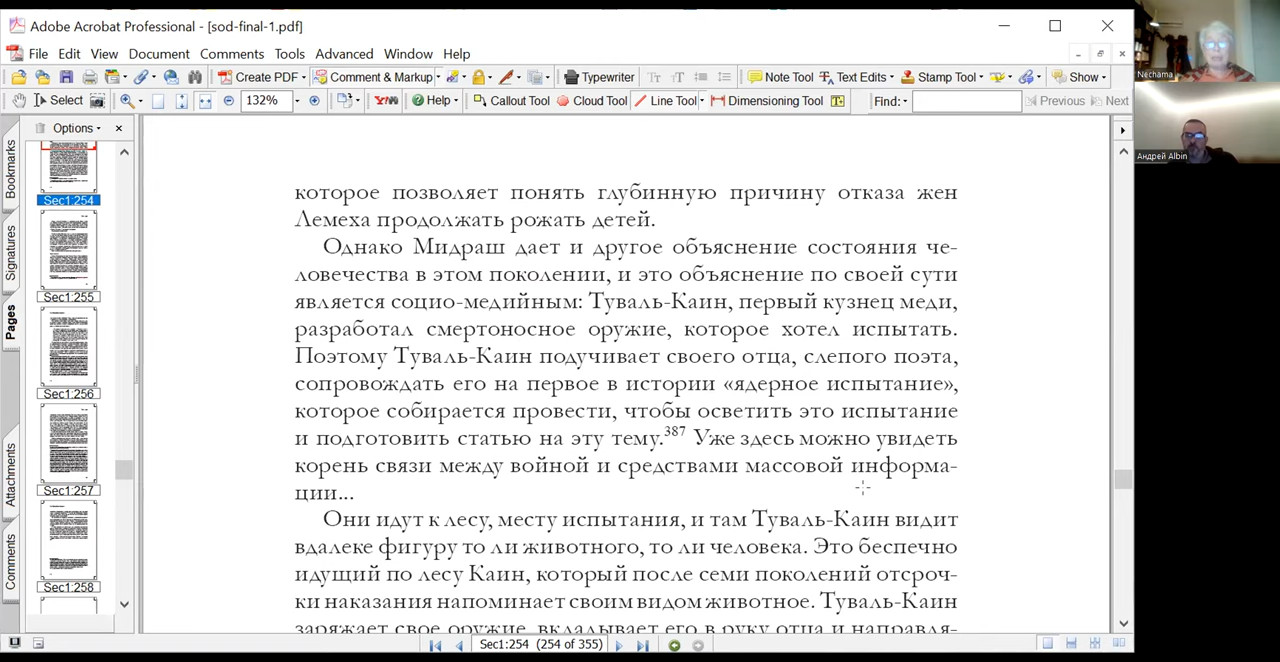 Adobe Acrobat Professional - [sod-final-1.pdf]
File Edit View Document Comments Tools Advanced Window Help
Create PDF Comment & Markup Typewriter Note Tool Text Edits Stamp Tool Show
Select 132% Help Callout Tool Cloud Tool Line Tool Dimensioning Tool Find: Previous Next
Options
Bookmarks
Signatures
Pages
Attachments
Comments
Sec1:254
Sec1:255
Sec1:256
Sec1:257
Sec1:258
которое позволяет понять глубинную причину отказа жен
Лемеха продолжать рожать детей.
Однако Мидраш дает и другое объяснение состояния че-
ловечества в этом поколении, и это объяснение по своей сути
является социо-медийным: Туваль-Каин, первый кузнец меди,
разработал смертоносное оружие, которое хотел испытать.
Поэтому Туваль-Каин подучивает своего отца, слепого поэта,
сопровождать его на первое в истории «ядерное испытание»,
которое собирается провести, чтобы осветить это испытание
и подготовить статью на эту тему.387 Уже здесь можно увидеть
корень связи между войной и средствами массовой информа-
ции...
Они идут к лесу, месту испытания, и там Туваль-Каин видит
вдалеке фигуру то ли животного, то ли человека. Это беспечно
идущий по лесу Каин, который после семи поколений отсроч-
ки наказания напоминает своим видом животное. Туваль-Каин
заряжает свое оружие, вкладывает его в руку отца и направля-
Sec1:254 (254 of 355)
Nechama
Андрей Albin